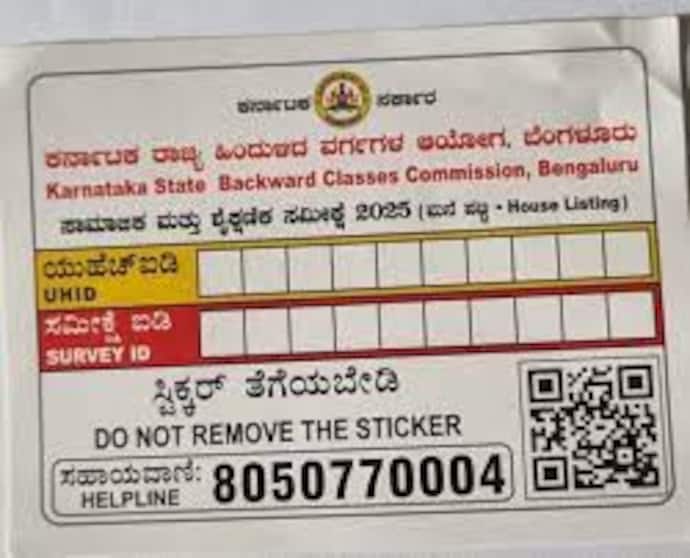 ಕರ್ನಾಟಕ ಸರ್ಕಾರ
ಕರ್ನಾಟಕ ರಾಜ್ಯ ಹಿಂದುಳಿದ ವರ್ಗಗಳ ಆಯೋಗ, ಬೆಂಗಳೂರು
Karnataka State Backward Classes Commission, Bengaluru
ಸಾಮಾಜಿಕ ಮತ್ತು ಶೈಕ್ಷಣಿಕ ಸಮೀಕ್ಷೆ 2025 (ಮನೆ ಪಟ್ಟಿ - House Listing)
ಯುಹೆಚ್‌ಐಡಿ
UHID
ಸಮೀಕ್ಷೆ ಐಡಿ
SURVEY ID
ಸ್ಟಿಕ್ಕರ್ ತೆಗೆಯಬೇಡಿ
DO NOT REMOVE THE STICKER
ಸಹಾಯವಾಣಿ:
HELPLINE 8050770004